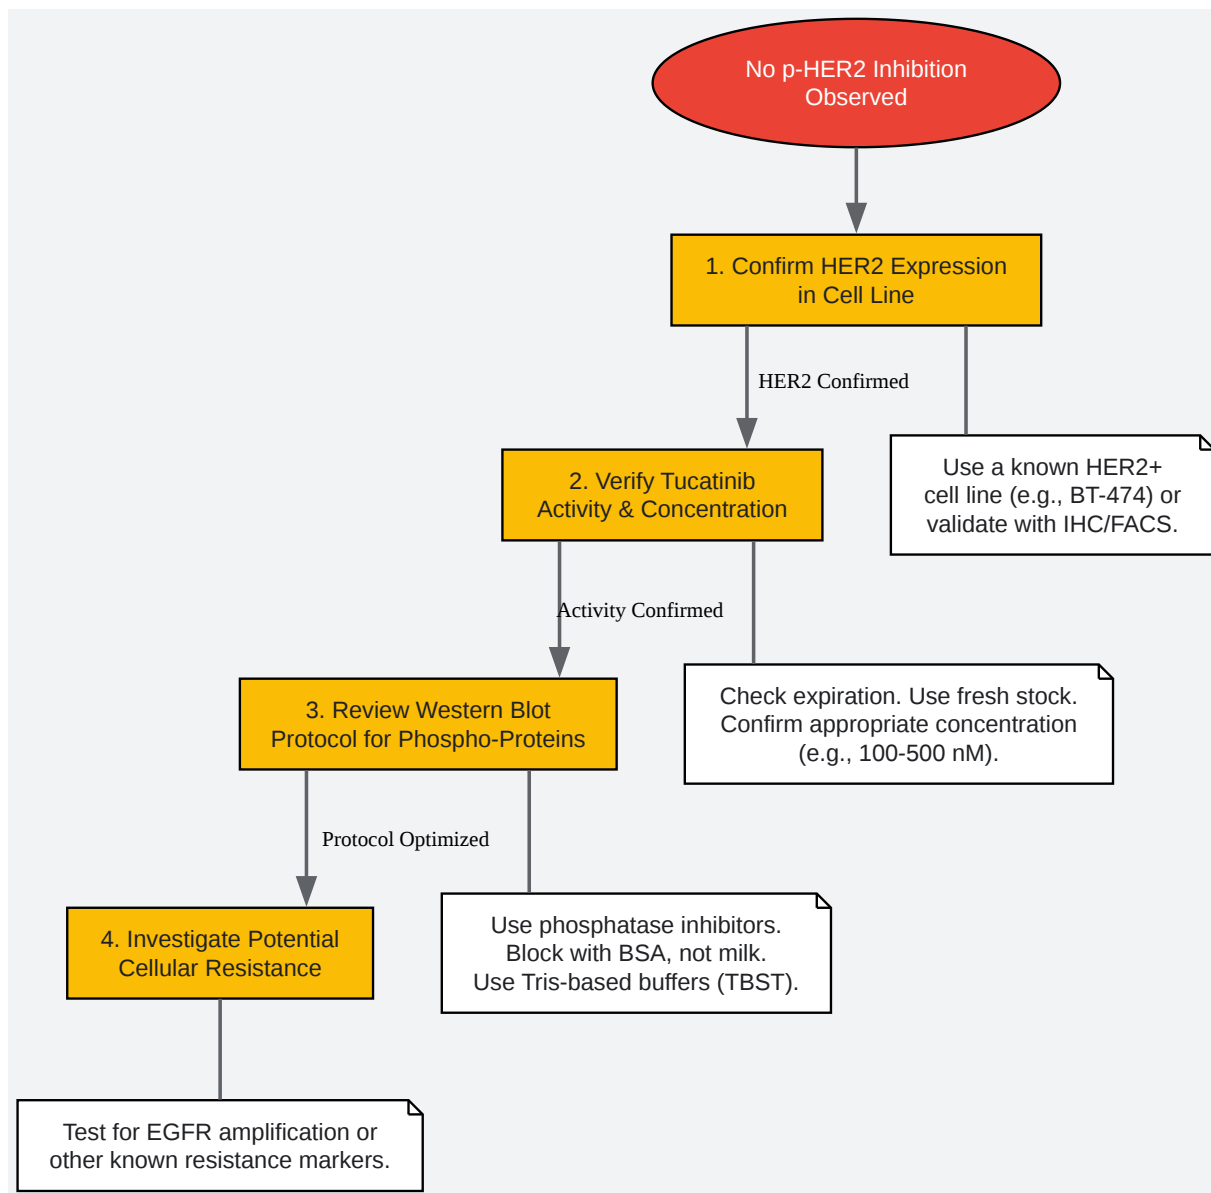 No p-HER2 Inhibition
Observed
1. Confirm HER2 Expression
in Cell Line
HER2 Confirmed
Use a known HER2+
cell line (e.g., BT-474) or
validate with IHC/FACS.
2. Verify Tucatinib
Activity & Concentration
Activity Confirmed
Check expiration. Use fresh stock.
Confirm appropriate concentration
(e.g., 100-500 nM).
3. Review Western Blot
Protocol for Phospho-Proteins
Protocol Optimized
Use phosphatase inhibitors.
Block with BSA, not milk.
Use Tris-based buffers (TBST).
4. Investigate Potential
Cellular Resistance
Test for EGFR amplification or
other known resistance markers.